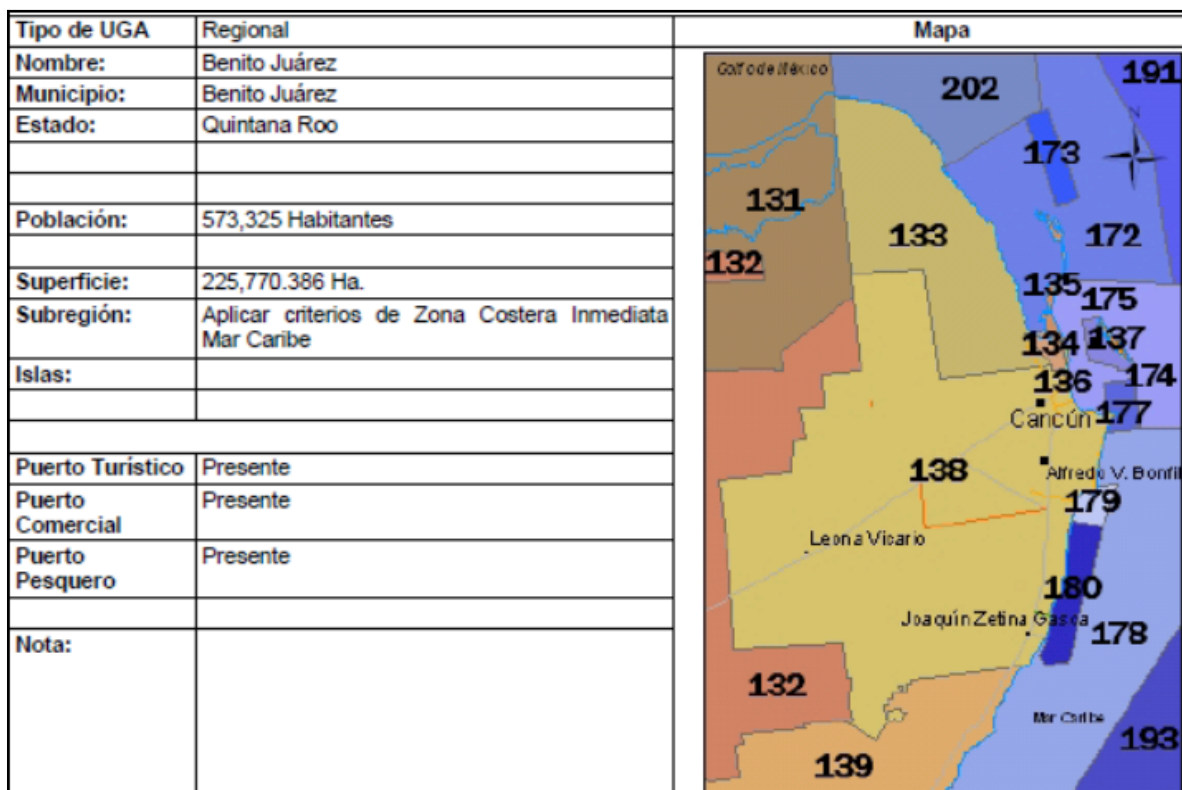 Tipo de UGA Regional Mapa
Nombre: Benito Juárez
Municipio: Benito Juárez
Estado: Quintana Roo
Población: 573,325 Habitantes
Superficie: 225,770.386 Ha.
Subregión: Aplicar criterios de Zona Costera Inmediata
Mar Caribe
Islas:
Puerto Turístico Presente
Puerto Presente
Comercial
Puerto Presente
Pesquero
Nota:
Golfo de México
191
202
N
173
131
133
172
132
135
175
134
137
136
174
Cancún
177
138
Alfredo V. Bonfil
179
Leona Vicario
180
Joaquín Zetina Gasca
178
132
Mar Caribe
193
139